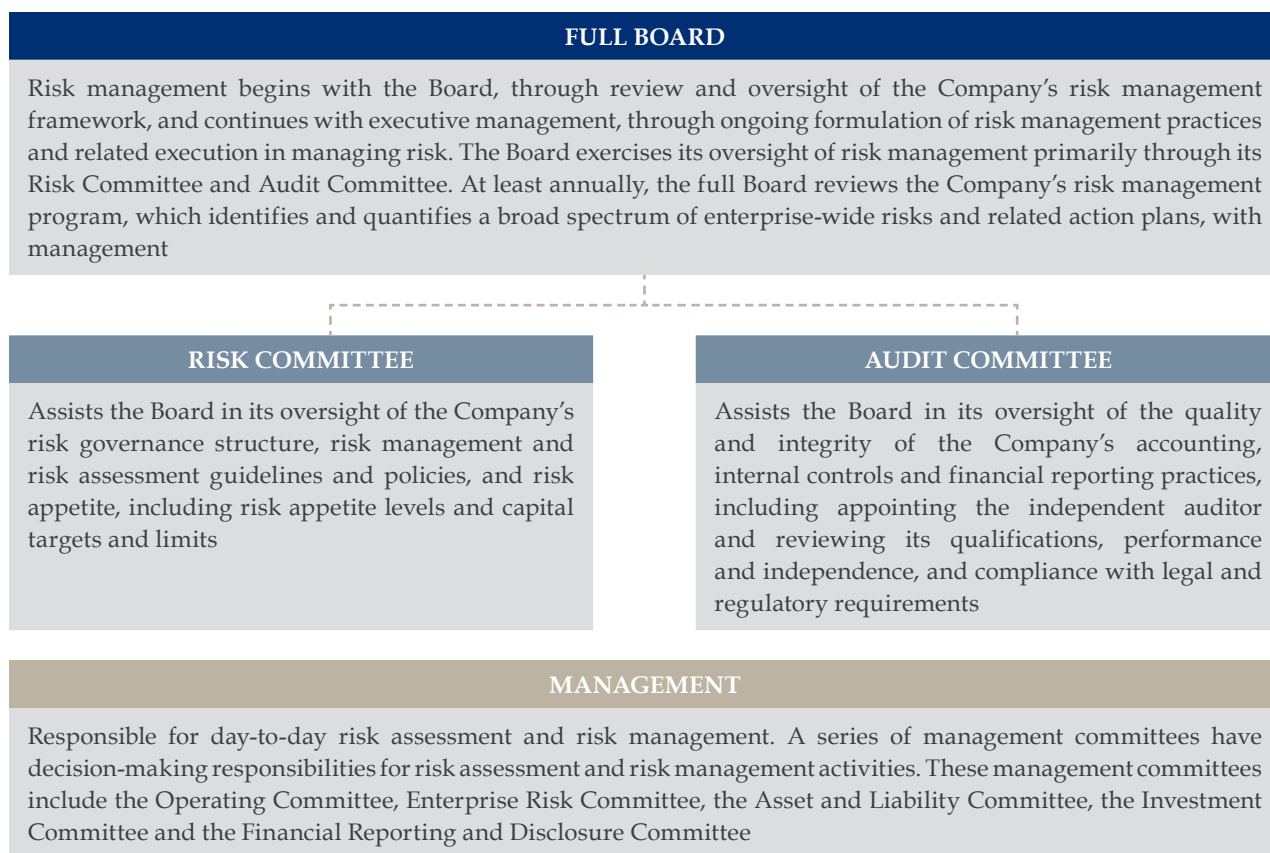 FULL BOARD
Risk management begins with the Board, through review and oversight of the Company’s risk management
framework, and continues with executive management, through ongoing formulation of risk management practices
and related execution in managing risk. The Board exercises its oversight of risk management primarily through its
Risk Committee and Audit Committee. At least annually, the full Board reviews the Company’s risk management
program, which identifies and quantifies a broad spectrum of enterprise-wide risks and related action plans, with
management
RISK COMMITTEE
Assists the Board in its oversight of the Company’s
risk governance structure, risk management and
risk assessment guidelines and policies, and risk
appetite, including risk appetite levels and capital
targets and limits
AUDIT COMMITTEE
Assists the Board in its oversight of the quality
and integrity of the Company’s accounting,
internal controls and financial reporting practices,
including appointing the independent auditor
and reviewing its qualifications, performance
and independence, and compliance with legal and
regulatory requirements
MANAGEMENT
Responsible for day-to-day risk assessment and risk management. A series of management committees have
decision-making responsibilities for risk assessment and risk management activities. These management committees
include the Operating Committee, Enterprise Risk Committee, the Asset and Liability Committee, the Investment
Committee and the Financial Reporting and Disclosure Committee